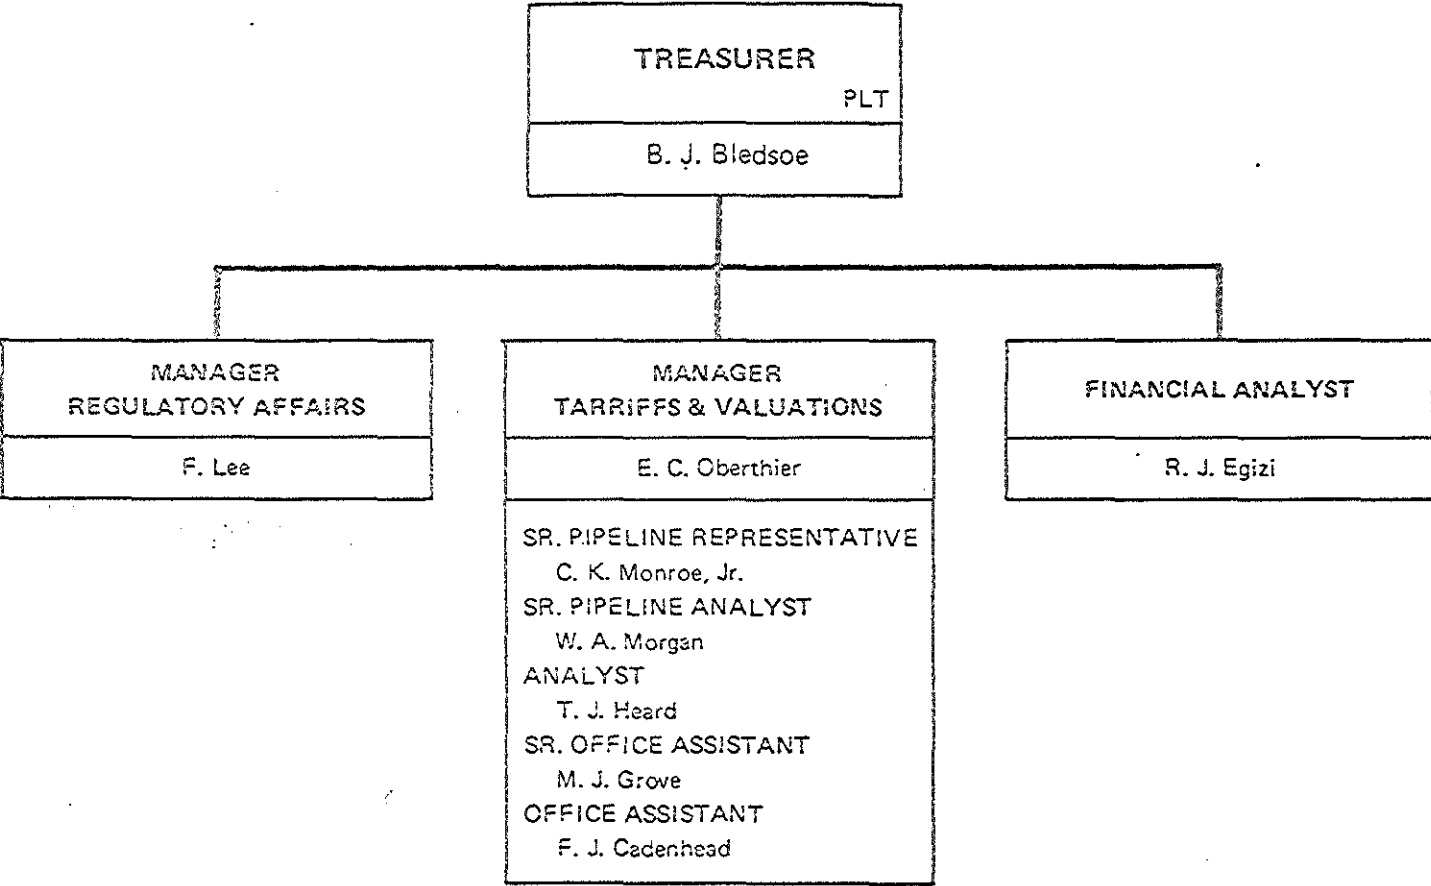 TREASURER
PLT
B. J. Bledsoe
MANAGER
REGULATORY AFFAIRS
F. Lee
MANAGER
TARRIFFS & VALUATIONS
E. C. Oberthier
SR. PIPELINE REPRESENTATIVE
C. K. Monroe, Jr.
SR. PIPELINE ANALYST
W. A. Morgan
ANALYST
T. J. Heard
SR. OFFICE ASSISTANT
M. J. Grove
OFFICE ASSISTANT
F. J. Cadenhead
FINANCIAL ANALYST
R. J. Egizi